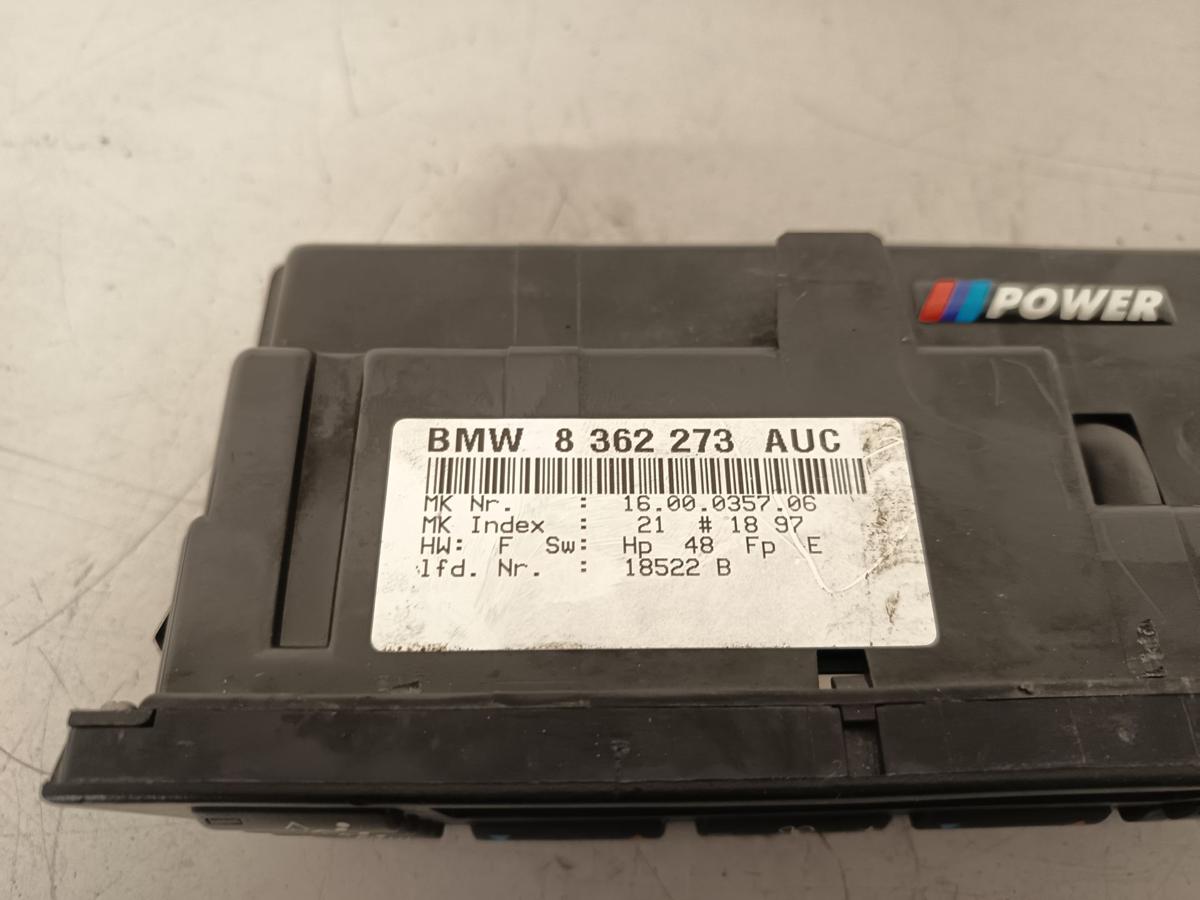 POWER
BMW 8 362 273 AUC
MK Nr. : 16.00.0357.06
MK Index : 21 # 18 97
HW: F Sw: Hp 48 Fp E
lfd. Nr. : 18522 B